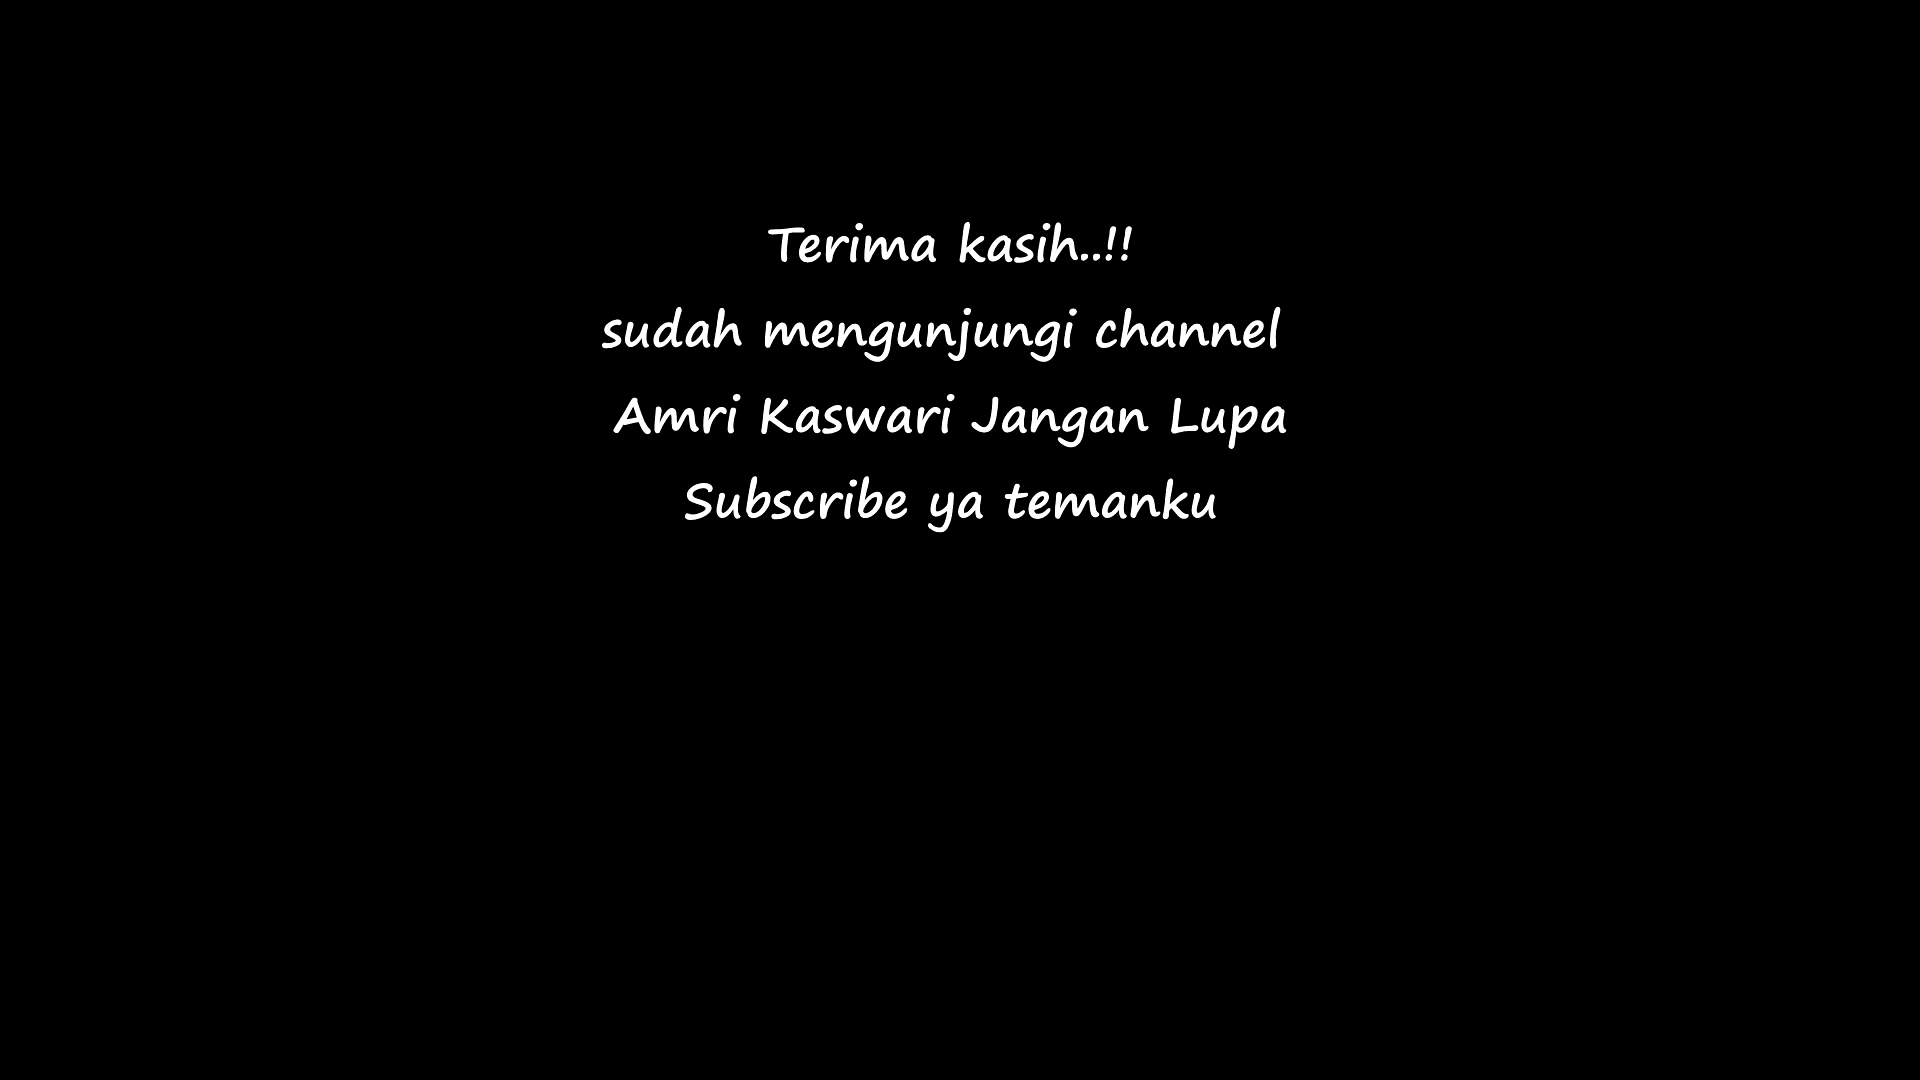 Terima kasih..!!
sudah mengunjungi channel
Amri Kaswari Jangan Lupa
Subscribe ya temanku